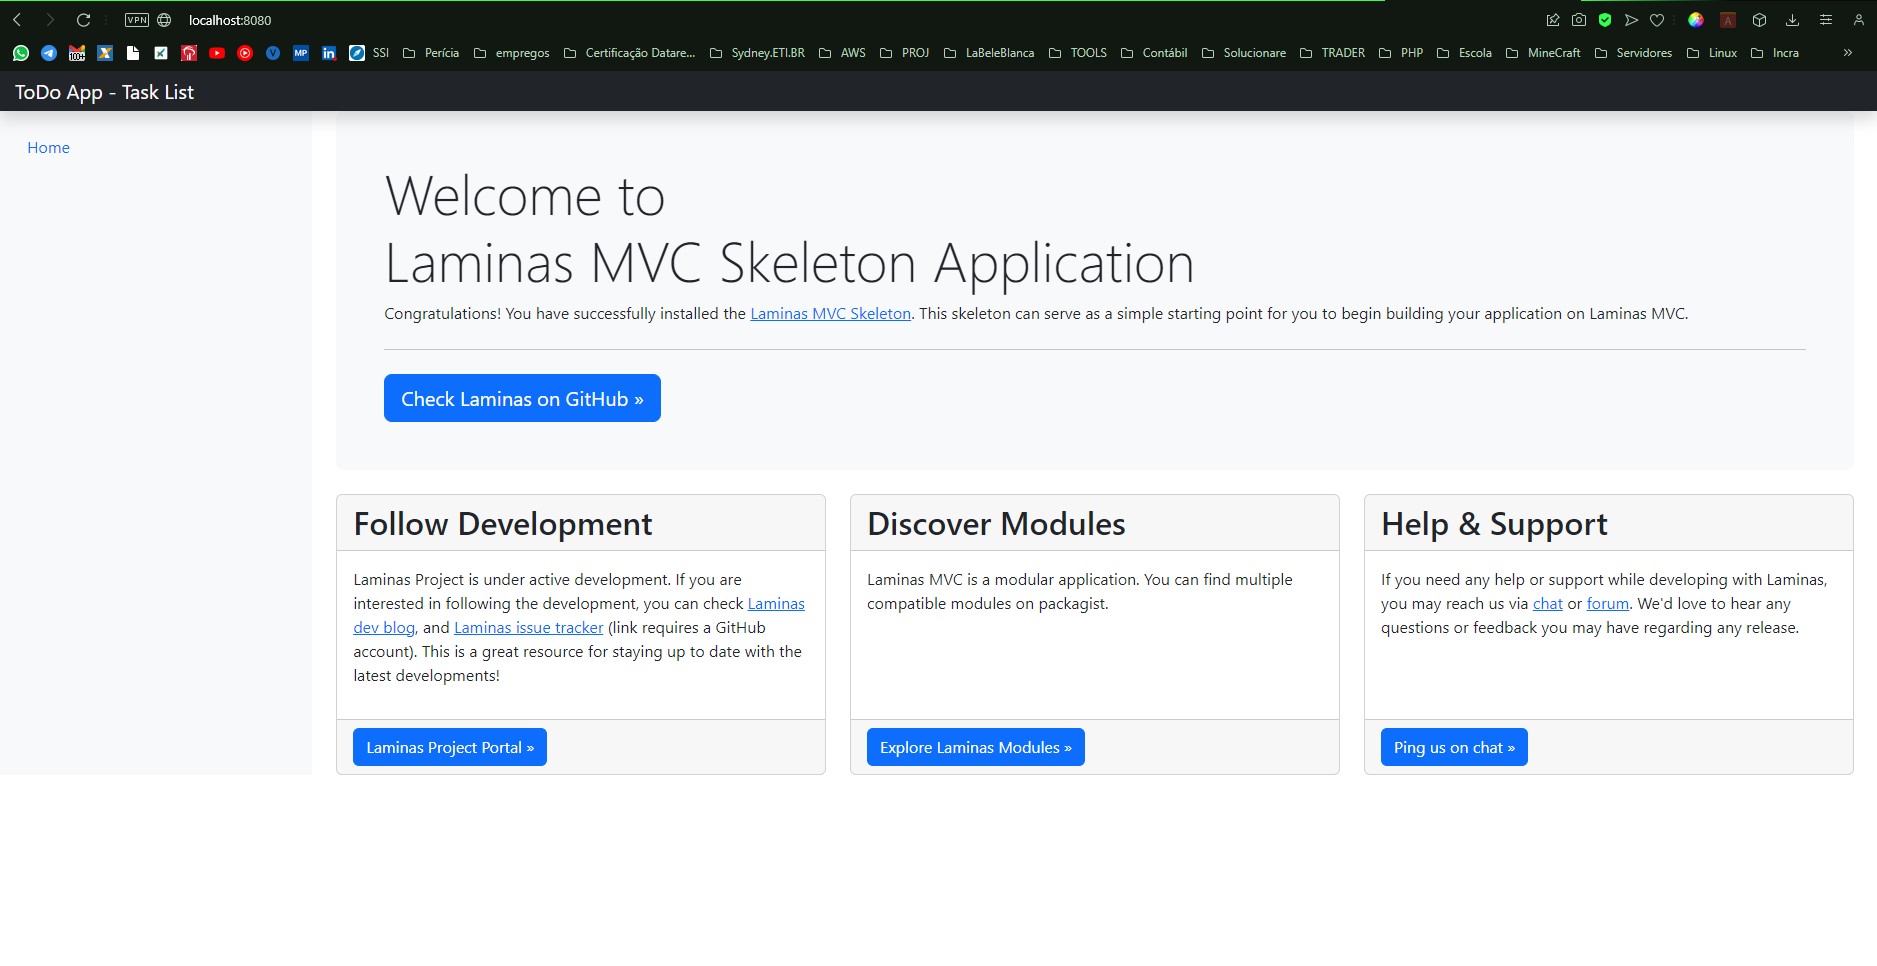 VPN localhost:8080
100+ MP in SSI Perícia empregos Certificação Datare... Sydney.ETI.BR AWS PROJ LaBeleBlanca TOOLS Contábil Solucionare TRADER PHP Escola MineCraft Servidores Linux Incra »
ToDo App - Task List
Home
Welcome to
Laminas MVC Skeleton Application
Congratulations! You have successfully installed the Laminas MVC Skeleton. This skeleton can serve as a simple starting point for you to begin building your application on Laminas MVC.
Check Laminas on GitHub »
Follow Development
Laminas Project is under active development. If you are
interested in following the development, you can check Laminas
dev blog, and Laminas issue tracker (link requires a GitHub
account). This is a great resource for staying up to date with the
latest developments!
Laminas Project Portal »
Discover Modules
Laminas MVC is a modular application. You can find multiple
compatible modules on packagist.
Explore Laminas Modules »
Help & Support
If you need any help or support while developing with Laminas,
you may reach us via chat or forum. We'd love to hear any
questions or feedback you may have regarding any release.
Ping us on chat »